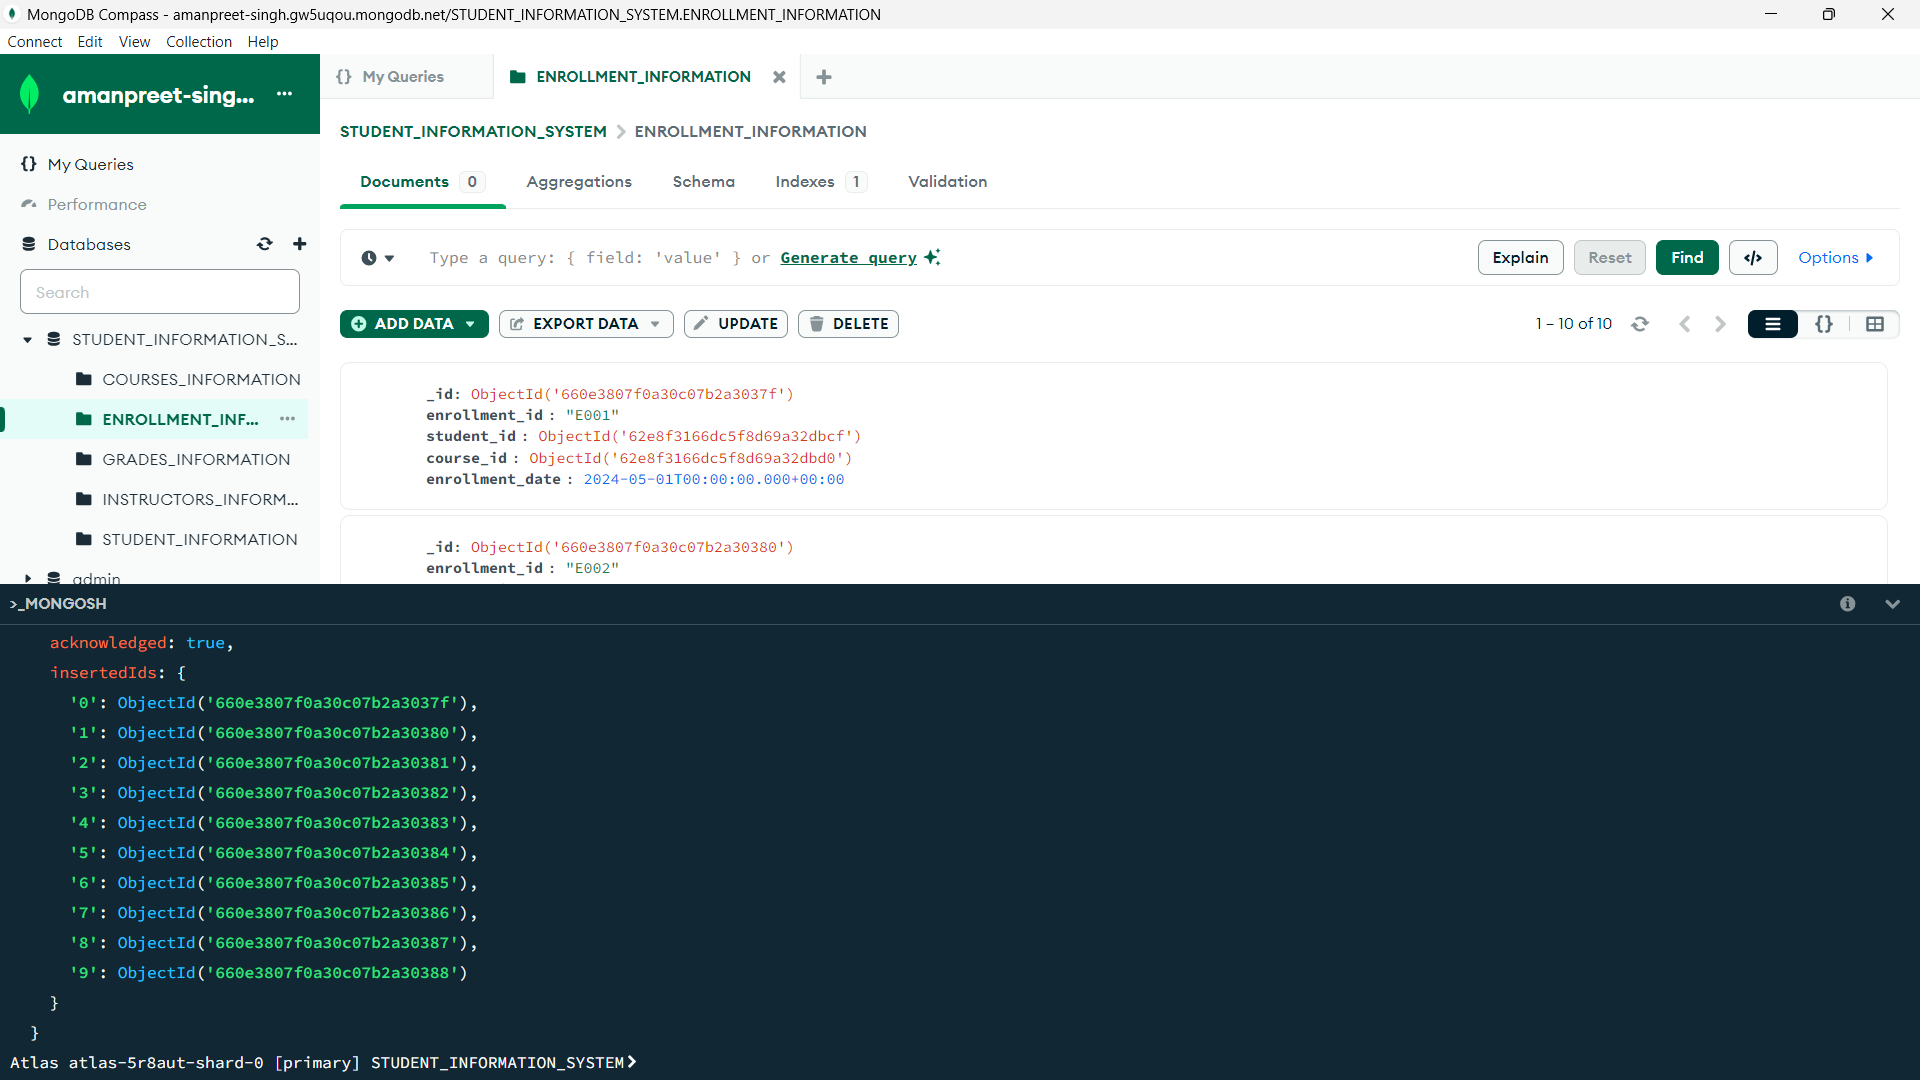 MongoDB Compass - amanpreet-singh.gw5uqou.mongodb.net/STUDENT_INFORMATION_SYSTEM.ENROLLMENT_INFORMATION
Connect Edit View Collection Help
amanpreet-sing...
My Queries
Performance
Databases
Search
STUDENT_INFORMATION_S...
COURSES_INFORMATION
ENROLLMENT_INF...
GRADES_INFORMATION
INSTRUCTORS_INFORM...
STUDENT_INFORMATION
admin
{} My Queries
ENROLLMENT_INFORMATION
STUDENT_INFORMATION_SYSTEM > ENROLLMENT_INFORMATION
Documents 0 Aggregations Schema Indexes 1 Validation
Type a query: { field: 'value' } or Generate query
Explain Reset Find </> Options
ADD DATA EXPORT DATA UPDATE DELETE
1 – 10 of 10
{}
_id: ObjectId('660e3807f0a30c07b2a3037f')
enrollment_id : "E001"
student_id : ObjectId('62e8f3166dc5f8d69a32dbcf')
course_id : ObjectId('62e8f3166dc5f8d69a32dbd0')
enrollment_date : 2024-05-01T00:00:00.000+00:00
_id: ObjectId('660e3807f0a30c07b2a30380')
enrollment_id : "E002"
>_MONGOSH
acknowledged: true,
insertedIds: {
'0': ObjectId('660e3807f0a30c07b2a3037f'),
'1': ObjectId('660e3807f0a30c07b2a30380'),
'2': ObjectId('660e3807f0a30c07b2a30381'),
'3': ObjectId('660e3807f0a30c07b2a30382'),
'4': ObjectId('660e3807f0a30c07b2a30383'),
'5': ObjectId('660e3807f0a30c07b2a30384'),
'6': ObjectId('660e3807f0a30c07b2a30385'),
'7': ObjectId('660e3807f0a30c07b2a30386'),
'8': ObjectId('660e3807f0a30c07b2a30387'),
'9': ObjectId('660e3807f0a30c07b2a30388')
}
}
Atlas atlas-5r8aut-shard-0 [primary] STUDENT_INFORMATION_SYSTEM>